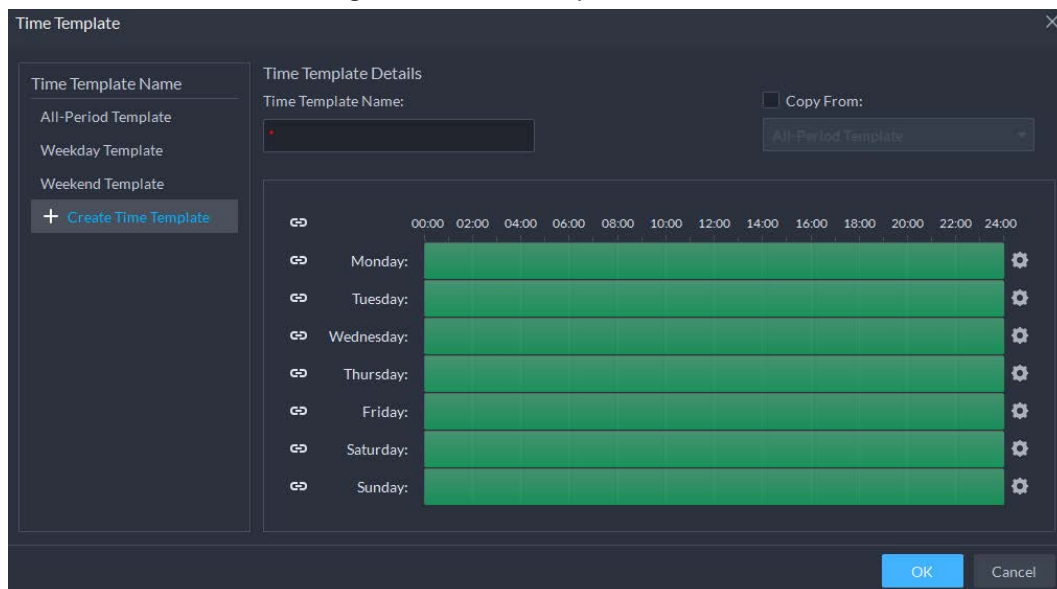 Time Template
Time Template Name
All-Period Template
Weekday Template
Weekend Template
+ Create Time Template
Time Template Details
Time Template Name:
*
Copy From:
All-Period Template
00:00 02:00 04:00 06:00 08:00 10:00 12:00 14:00 16:00 18:00 20:00 22:00 24:00
Monday:
Tuesday:
Wednesday:
Thursday:
Friday:
Saturday:
Sunday:
OK
Cancel